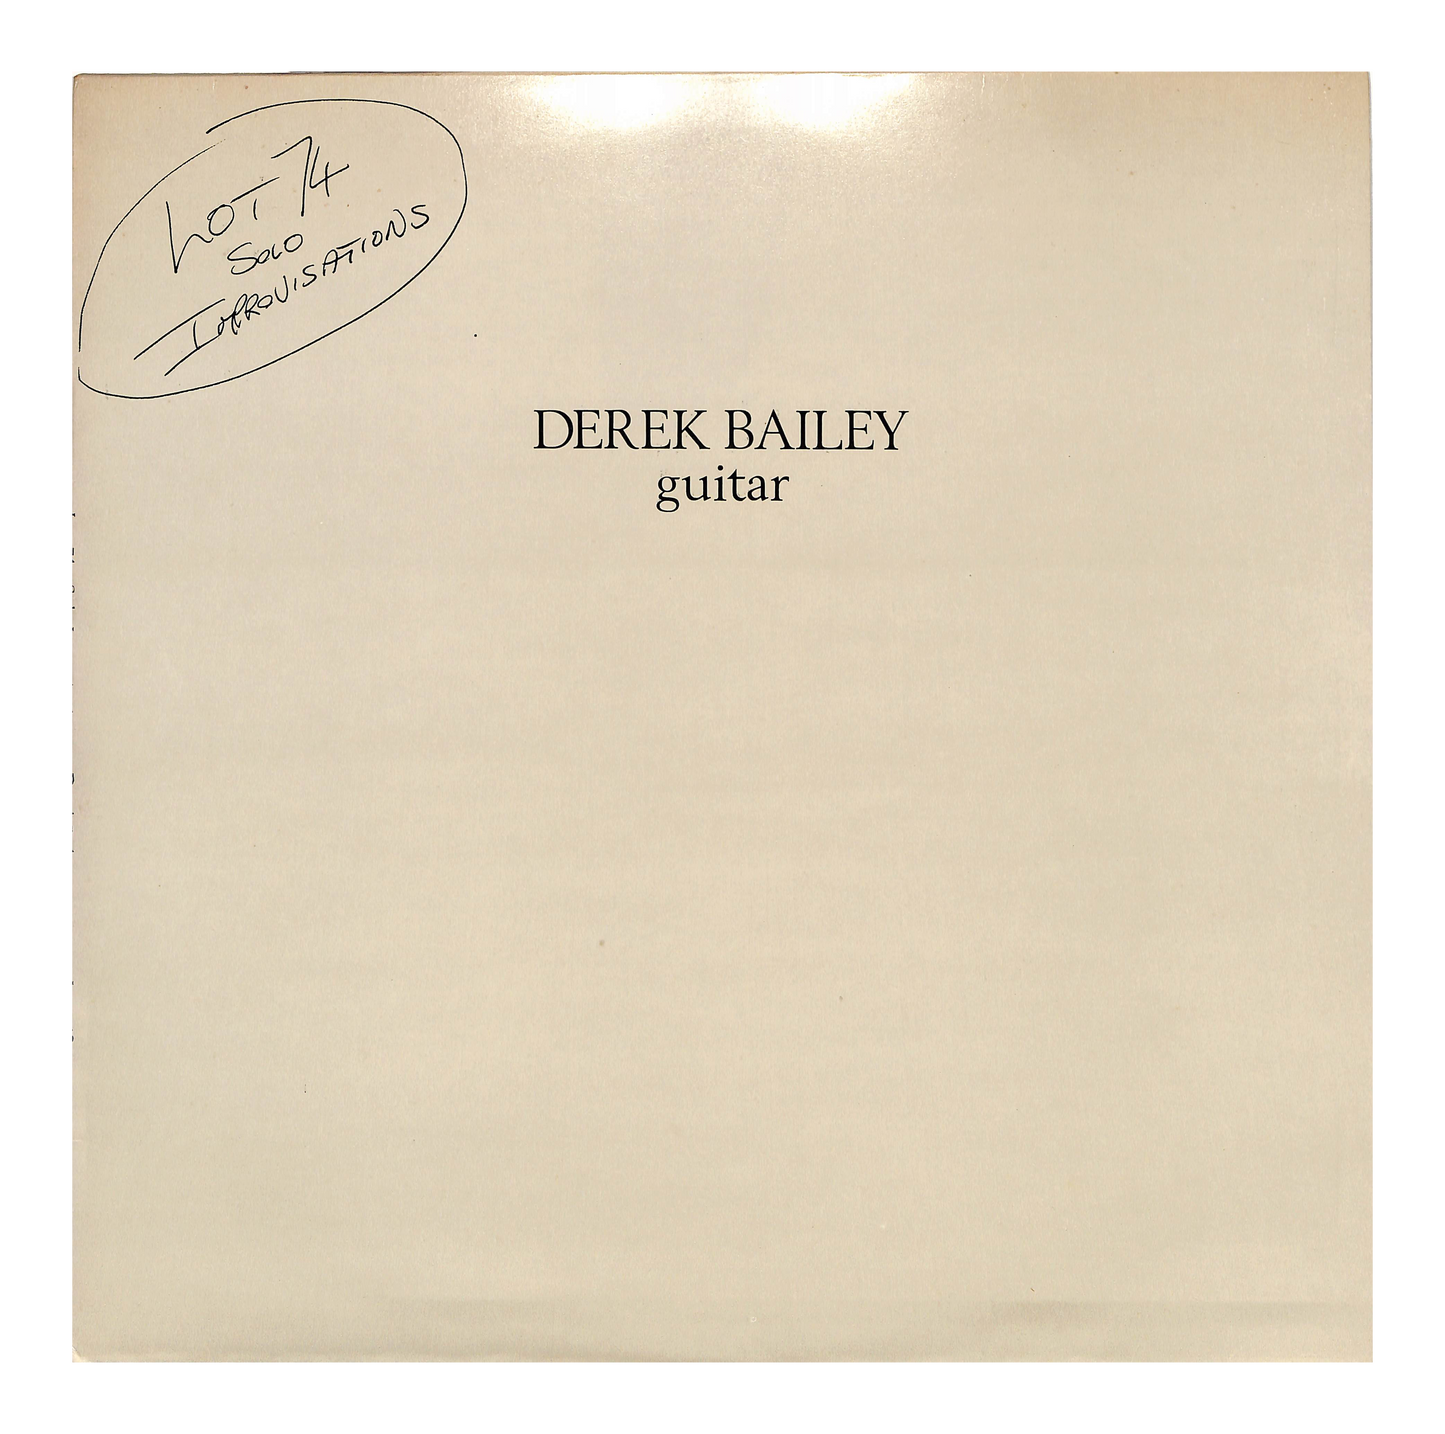 LOT 74
SOLO
IMPROVISATIONS
DEREK BAILEY
guitar